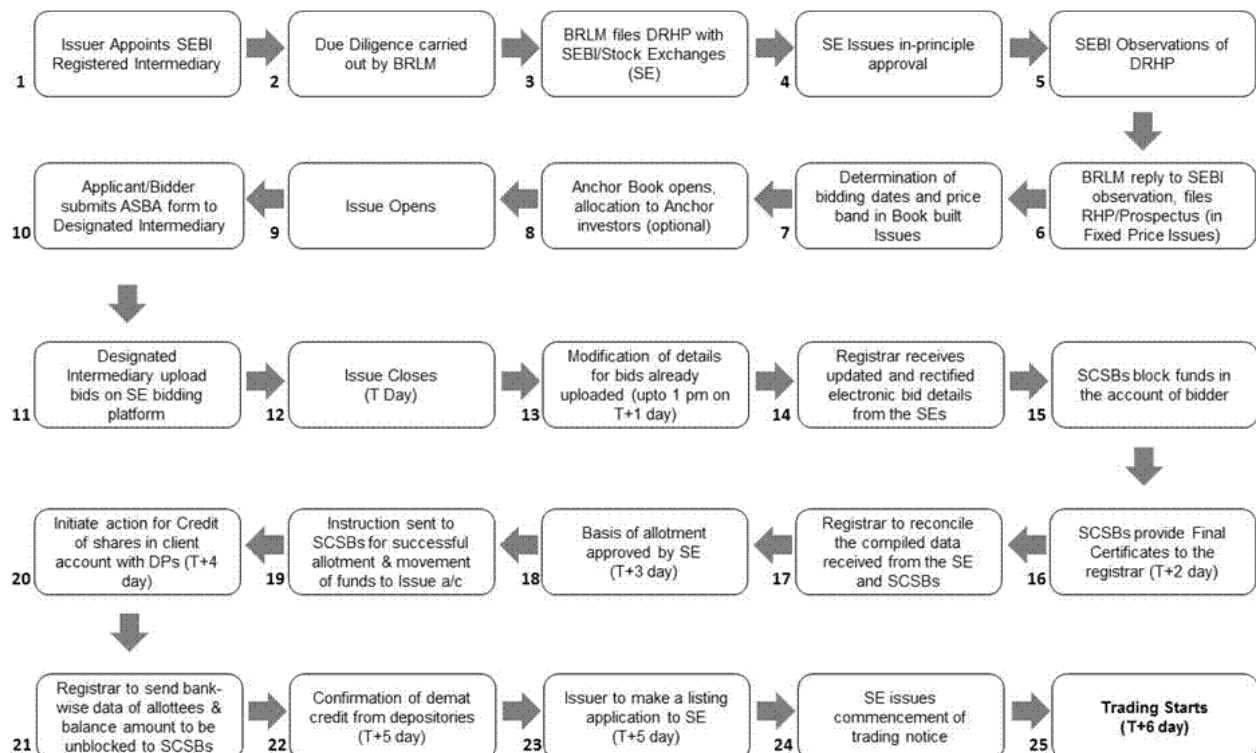 Issuer Appoints SEBI
Registered Intermediary
1
Due Diligence carried
out by BRLM
2
BRLM files DRHP with
SEBI/Stock Exchanges
(SE)
3
SE Issues in-principle
approval
4
SEBI Observations of
DRHP
5
BRLM reply to SEBI
observation, files
RHP/Prospectus (in
Fixed Price Issues)
6
Determination of
bidding dates and price
band in Book built
Issues
7
Anchor Book opens,
allocation to Anchor
investors (optional)
8
Issue Opens
9
Applicant/Bidder
submits ASBA form to
Designated Intermediary
10
Designated
Intermediary upload
bids on SE bidding
platform
11
Issue Closes
(T Day)
12
Modification of details
for bids already
uploaded (upto 1 pm on
T+1 day)
13
Registrar receives
updated and rectified
electronic bid details
from the SEs
14
SCSBs block funds in
the account of bidder
15
SCSBs provide Final
Certificates to the
registrar (T+2 day)
16
Registrar to reconcile
the compiled data
received from the SE
and SCSBs
17
Basis of allotment
approved by SE
(T+3 day)
18
Instruction sent to
SCSBs for successful
allotment & movement
of funds to Issue a/c
19
Initiate action for Credit
of shares in client
account with DPs (T+4
day)
20
Registrar to send bank-
wise data of allottees &
balance amount to be
unblocked to SCSBs
21
Confirmation of demat
credit from depositories
(T+5 day)
22
Issuer to make a listing
application to SE
(T+5 day)
23
SE issues
commencement of
trading notice
24
Trading Starts
(T+6 day)
25